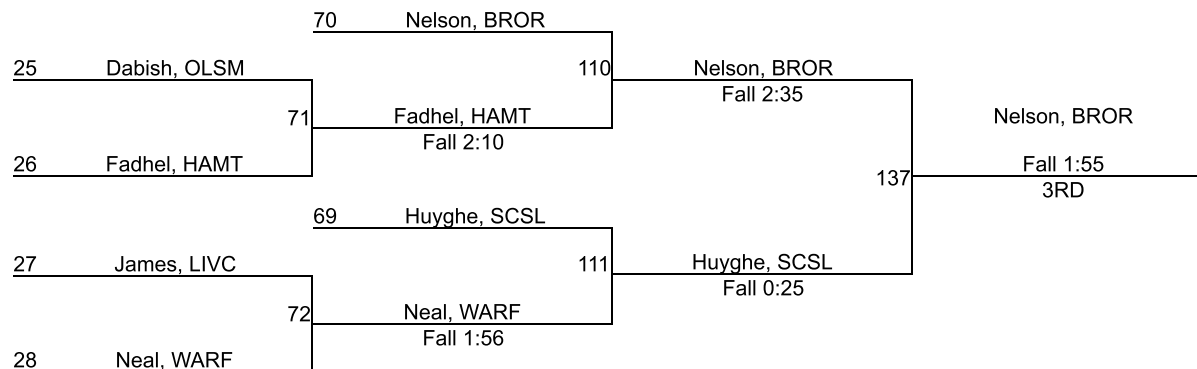 70 Nelson, BROR
25 Dabish, OLSM
110 Nelson, BROR
Fall 2:35
71 Fadhel, HAMT
Fall 2:10
Nelson, BROR
26 Fadhel, HAMT
Fall 1:55
137
3RD
69 Huyghe, SCSL
27 James, LIVC
111 Huyghe, SCSL
Fall 0:25
72 Neal, WARF
Fall 1:56
28 Neal, WARF